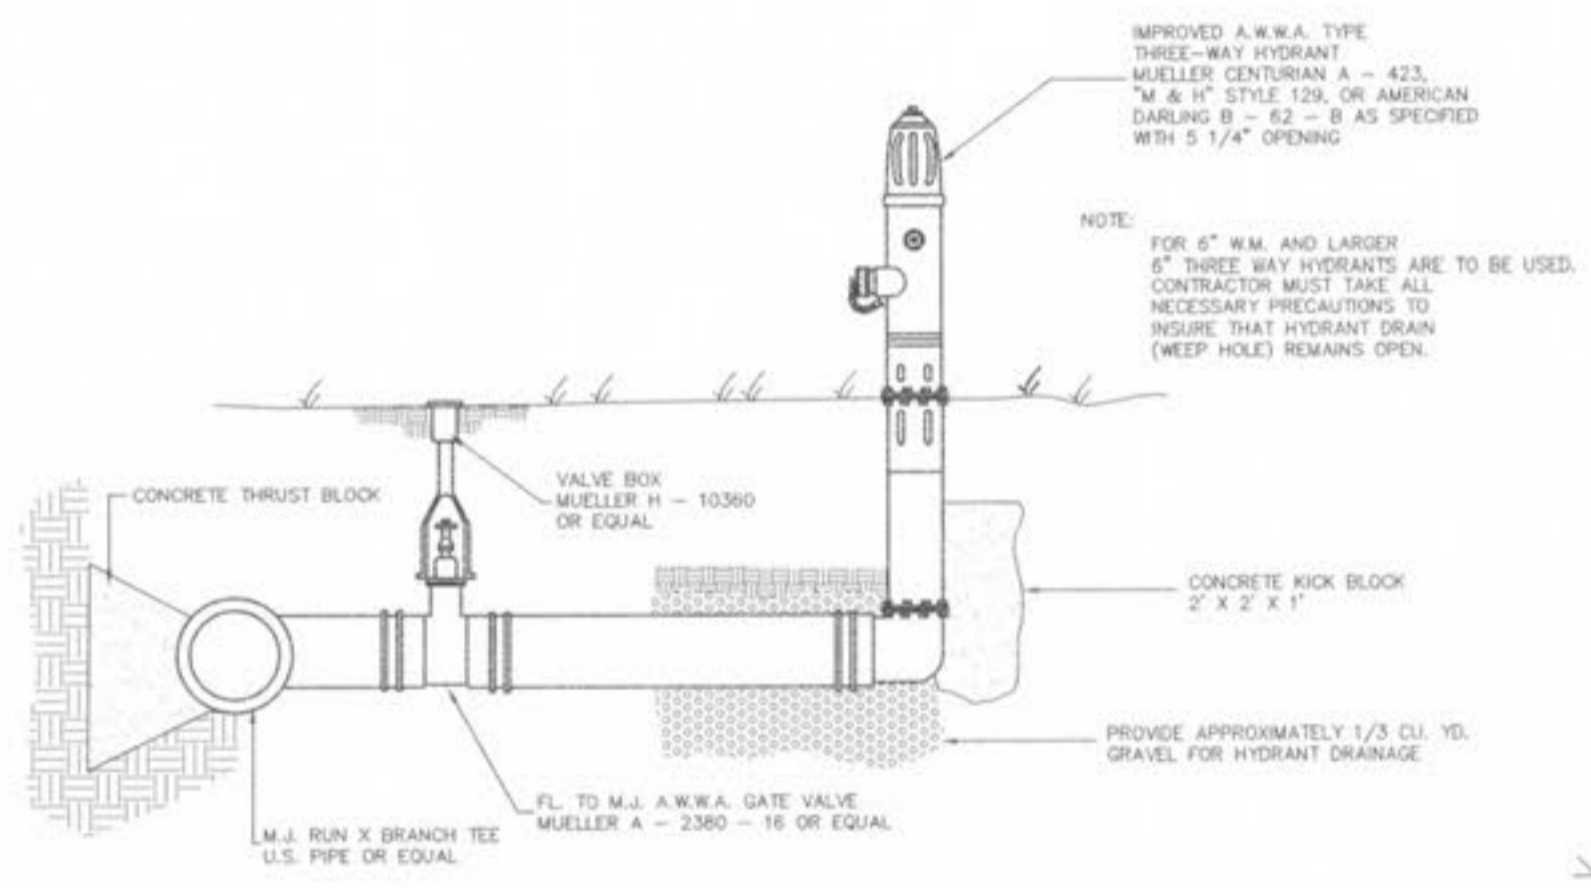 IMPROVED A.W.W.A. TYPE
THREE-WAY HYDRANT
MUELLER CENTURIAN A - 423,
"M & H" STYLE 129, OR AMERICAN
DARLING B - 62 - B AS SPECIFIED
WITH 5 1/4" OPENING
NOTE:
FOR 6" W.M. AND LARGER
6" THREE WAY HYDRANTS ARE TO BE USED.
CONTRACTOR MUST TAKE ALL
NECESSARY PRECAUTIONS TO
INSURE THAT HYDRANT DRAIN
(WEEP HOLE) REMAINS OPEN.
CONCRETE THRUST BLOCK
VALVE BOX
MUELLER H - 10360
OR EQUAL
CONCRETE KICK BLOCK
2' X 2' X 1'
PROVIDE APPROXIMATELY 1/3 CU. YD.
GRAVEL FOR HYDRANT DRAINAGE
FL. TO M.J. A.W.W.A. GATE VALVE
MUELLER A - 2380 - 16 OR EQUAL
M.J. RUN X BRANCH TEE
U.S. PIPE OR EQUAL